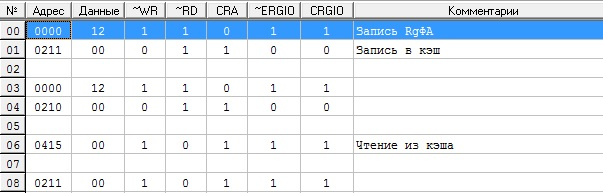 № Адрес Данные ~WR ~RD CRA ~ERGIO CRGIO Комментарии
00 0000 12 1 1 0 1 1 Запись RgФА
01 0211 00 0 1 1 0 0 Запись в кэш
02
03 0000 12 1 1 0 1 1
04 0210 00 0 1 1 0 0
05
06 0415 00 1 0 1 1 1 Чтение из кэша
07
08 0211 00 1 0 1 1 1